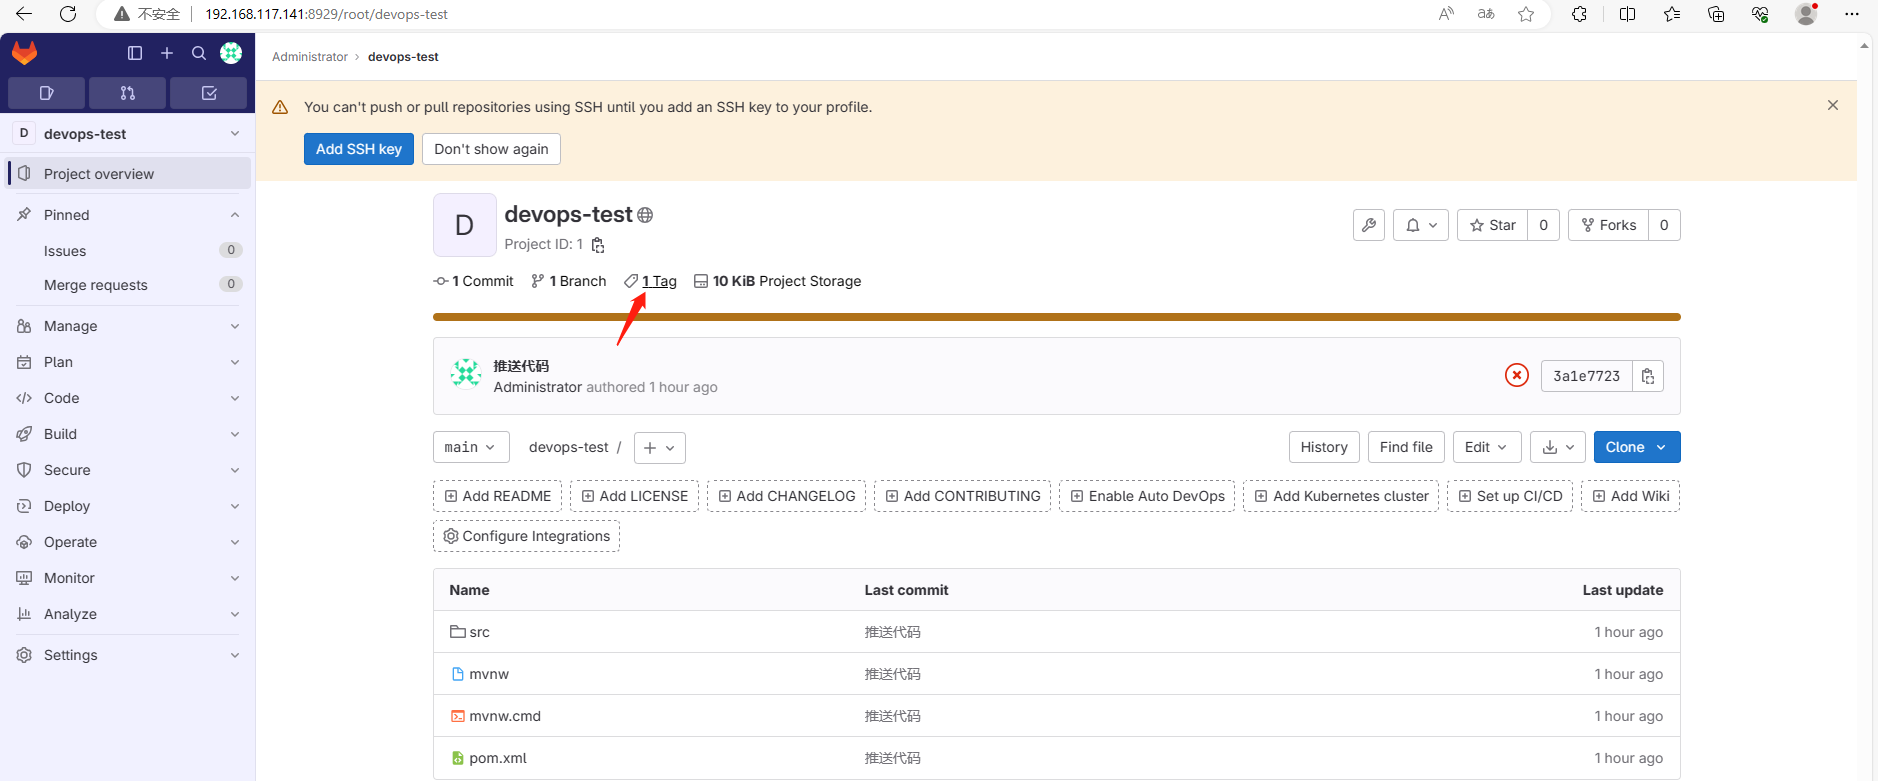 不安全 192.168.117.141:8929/root/devops-test
Administrator › devops-test
You can't push or pull repositories using SSH until you add an SSH key to your profile.
Add SSH key Don't show again
D devops-test
Project overview
Pinned
Issues 0
Merge requests 0
Manage
Plan
Code
Build
Secure
Deploy
Operate
Monitor
Analyze
Settings
D
devops-test
Project ID: 1
Star 0 Forks 0
1 Commit 1 Branch 1 Tag 10 KiB Project Storage
推送代码
Administrator authored 1 hour ago
3a1e7723
main devops-test / + History Find file Edit Clone
Add README Add LICENSE Add CHANGELOG Add CONTRIBUTING Enable Auto DevOps Add Kubernetes cluster Set up CI/CD Add Wiki
Configure Integrations
Name Last commit Last update
src 推送代码 1 hour ago
mvnw 推送代码 1 hour ago
mvnw.cmd 推送代码 1 hour ago
pom.xml 推送代码 1 hour ago